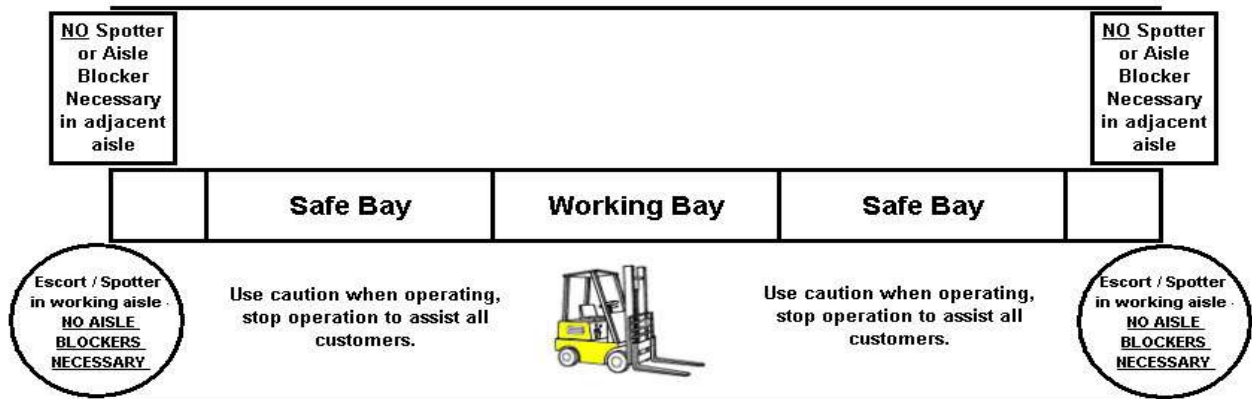 NO Spotter
or Aisle
Blocker
Necessary
in adjacent
aisle
NO Spotter
or Aisle
Blocker
Necessary
in adjacent
aisle
Safe Bay
Working Bay
Safe Bay
Escort / Spotter
in working aisle -
NO AISLE
BLOCKERS
NECESSARY
Use caution when operating,
stop operation to assist all
customers.
Use caution when operating,
stop operation to assist all
customers.
Escort / Spotter
in working aisle -
NO AISLE
BLOCKERS
NECESSARY